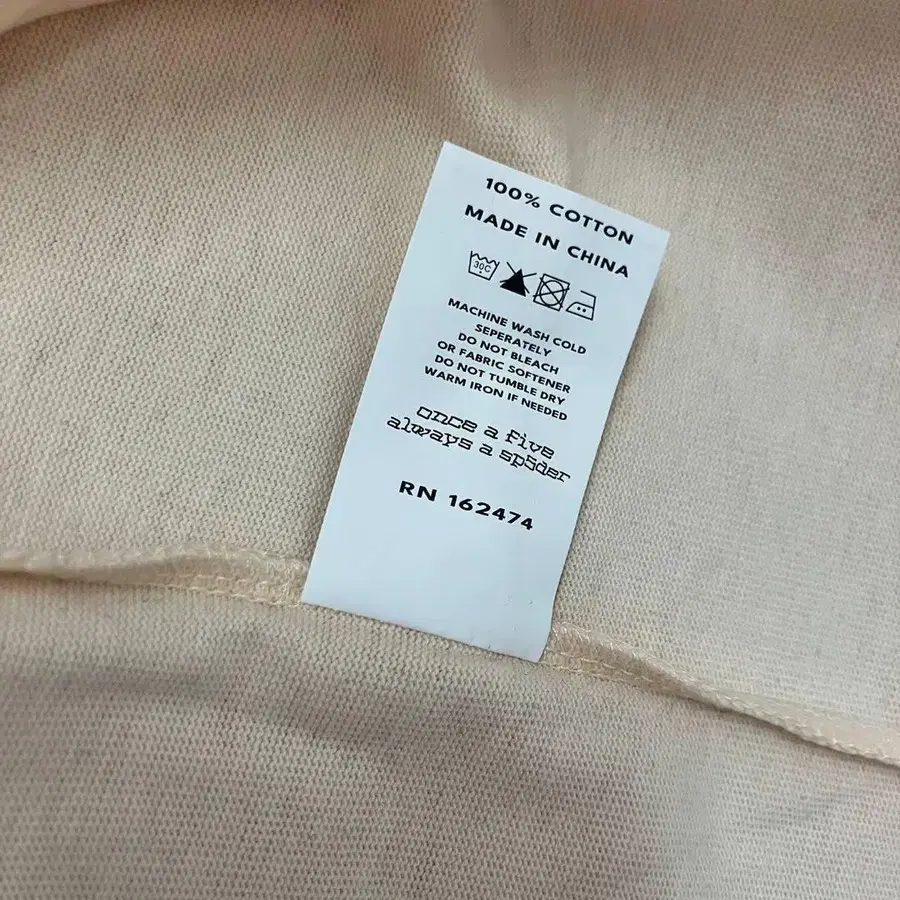 100% COTTON
MADE IN CHINA
30C
MACHINE WASH COLD
SEPERATELY
DO NOT BLEACH
OR FABRIC SOFTENER
DO NOT TUMBLE DRY
WARM IRON IF NEEDED
once a five
always a sp5der
RN 162474